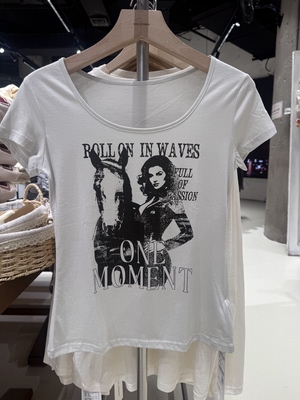 ROLL ON IN WAVES
FULL
OF
PASSION
ONE
MOMENT